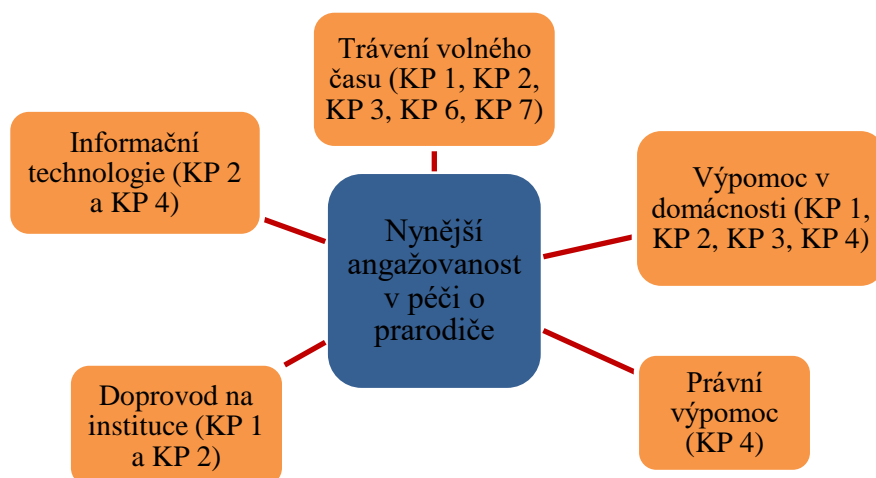 Trávení volného
času (KP 1, KP 2,
KP 3, KP 6, KP 7)
Informační
technologie (KP 2
a KP 4)
Výpomoc v
domácnosti (KP 1,
KP 2, KP 3, KP 4)
Nynější
angažovanost
v péči o
prarodiče
Doprovod na
instituce (KP 1
a KP 2)
Právní
výpomoc
(KP 4)